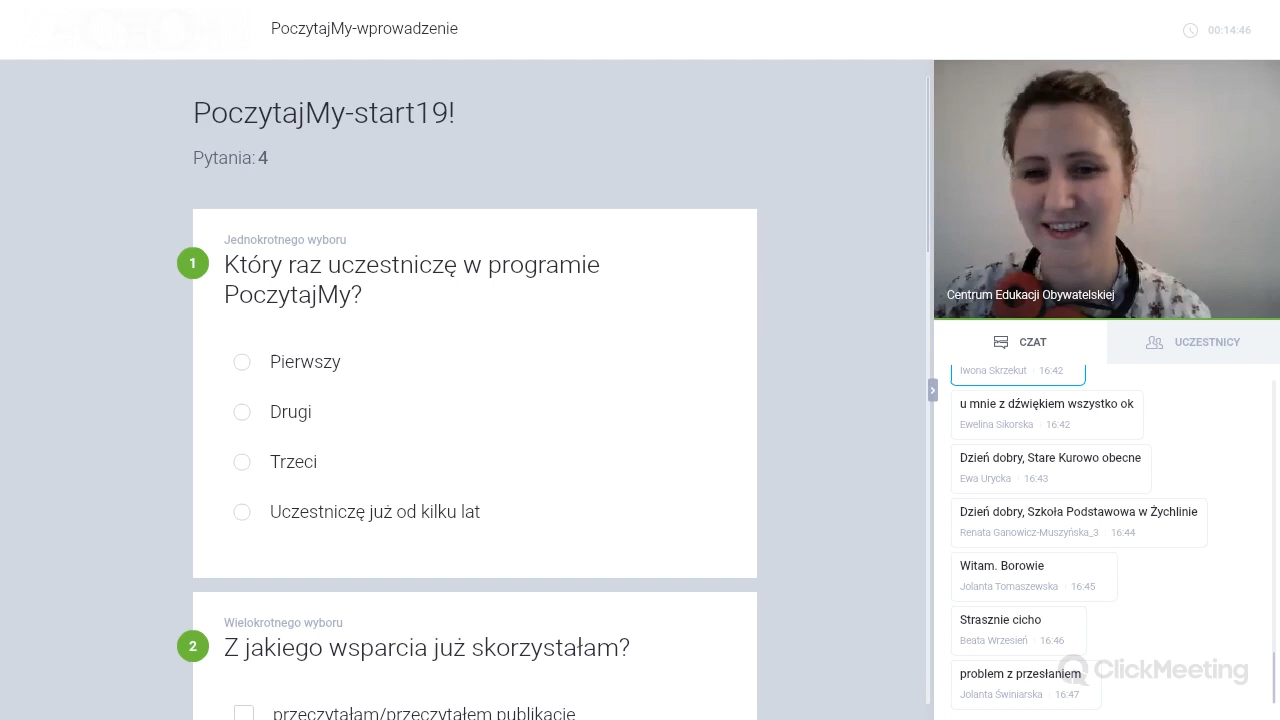 PoczytajMy-wprowadzenie
00:14:46
PoczytajMy-start19!
Pytania: 4
Jednokrotnego wyboru
1
Który raz uczestniczę w programie
PoczytajMy?
Pierwszy
Drugi
Trzeci
Uczestniczę już od kilku lat
Wielokrotnego wyboru
2
Z jakiego wsparcia już skorzystałam?
przeczytałam/przeczytałem publikację
Centrum Edukacji Obywatelskiej
CZAT
UCZESTNICY
Iwona Skrzekut 16:42
u mnie z dźwiękiem wszystko ok
Ewelina Sikorska 16:42
Dzień dobry, Stare Kurowo obecne
Ewa Urycka 16:43
Dzień dobry, Szkoła Podstawowa w Żychlinie
Renata Ganowicz-Muszyńska_3 16:44
Witam. Borowie
Jolanta Tomaszewska 16:45
Strasznie cicho
Beata Wrzesień 16:46
problem z przesłaniem
Jolanta Świniarska 16:47
ClickMeeting